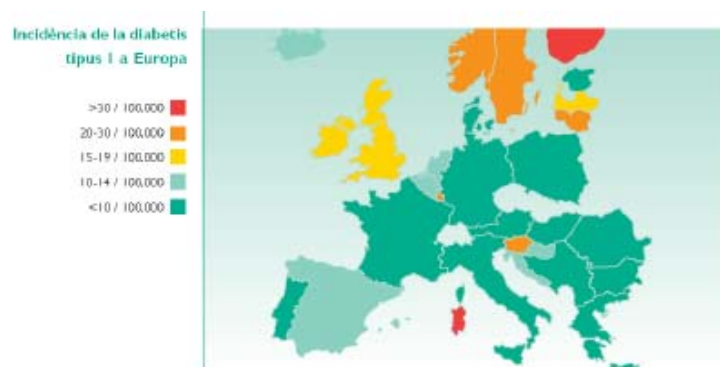 Incidència de la diabetis
tipus I a Europa
>30 / 100.000
20-30 / 100.000
15-19 / 100.000
10-14 / 100.000
<10 / 100.000